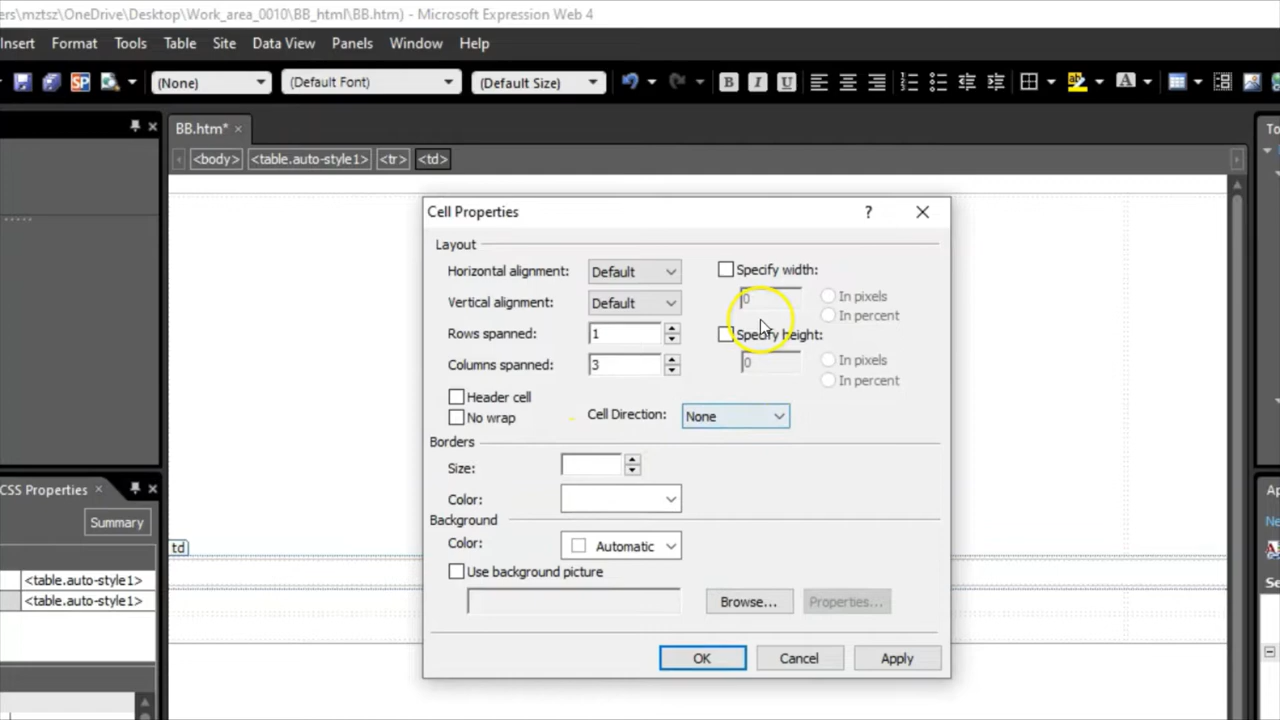 ers\mztsz\OneDrive\Desktop\Work_area_0010\BB_html\BB.htm) - Microsoft Expression Web 4
Insert Format Tools Table Site Data View Panels Window Help
SP (None) (Default Font) (Default Size) B I U A
BB.htm* ×
<body> <table.auto-style1> <tr> <td>
To
Cell Properties ?
Layout
Horizontal alignment: Default
Specify width:
0 In pixels
In percent
Vertical alignment: Default
Rows spanned: 1
Specify height:
0 In pixels
In percent
Columns spanned: 3
Header cell
No wrap
Cell Direction: None
Borders
Size:
Color:
Background
Color: Automatic
Use background picture
Browse... Properties...
OK Cancel Apply
CSS Properties ×
Summary
<table.auto-style1>
<table.auto-style1>
td
Ap
Ne
A
Se